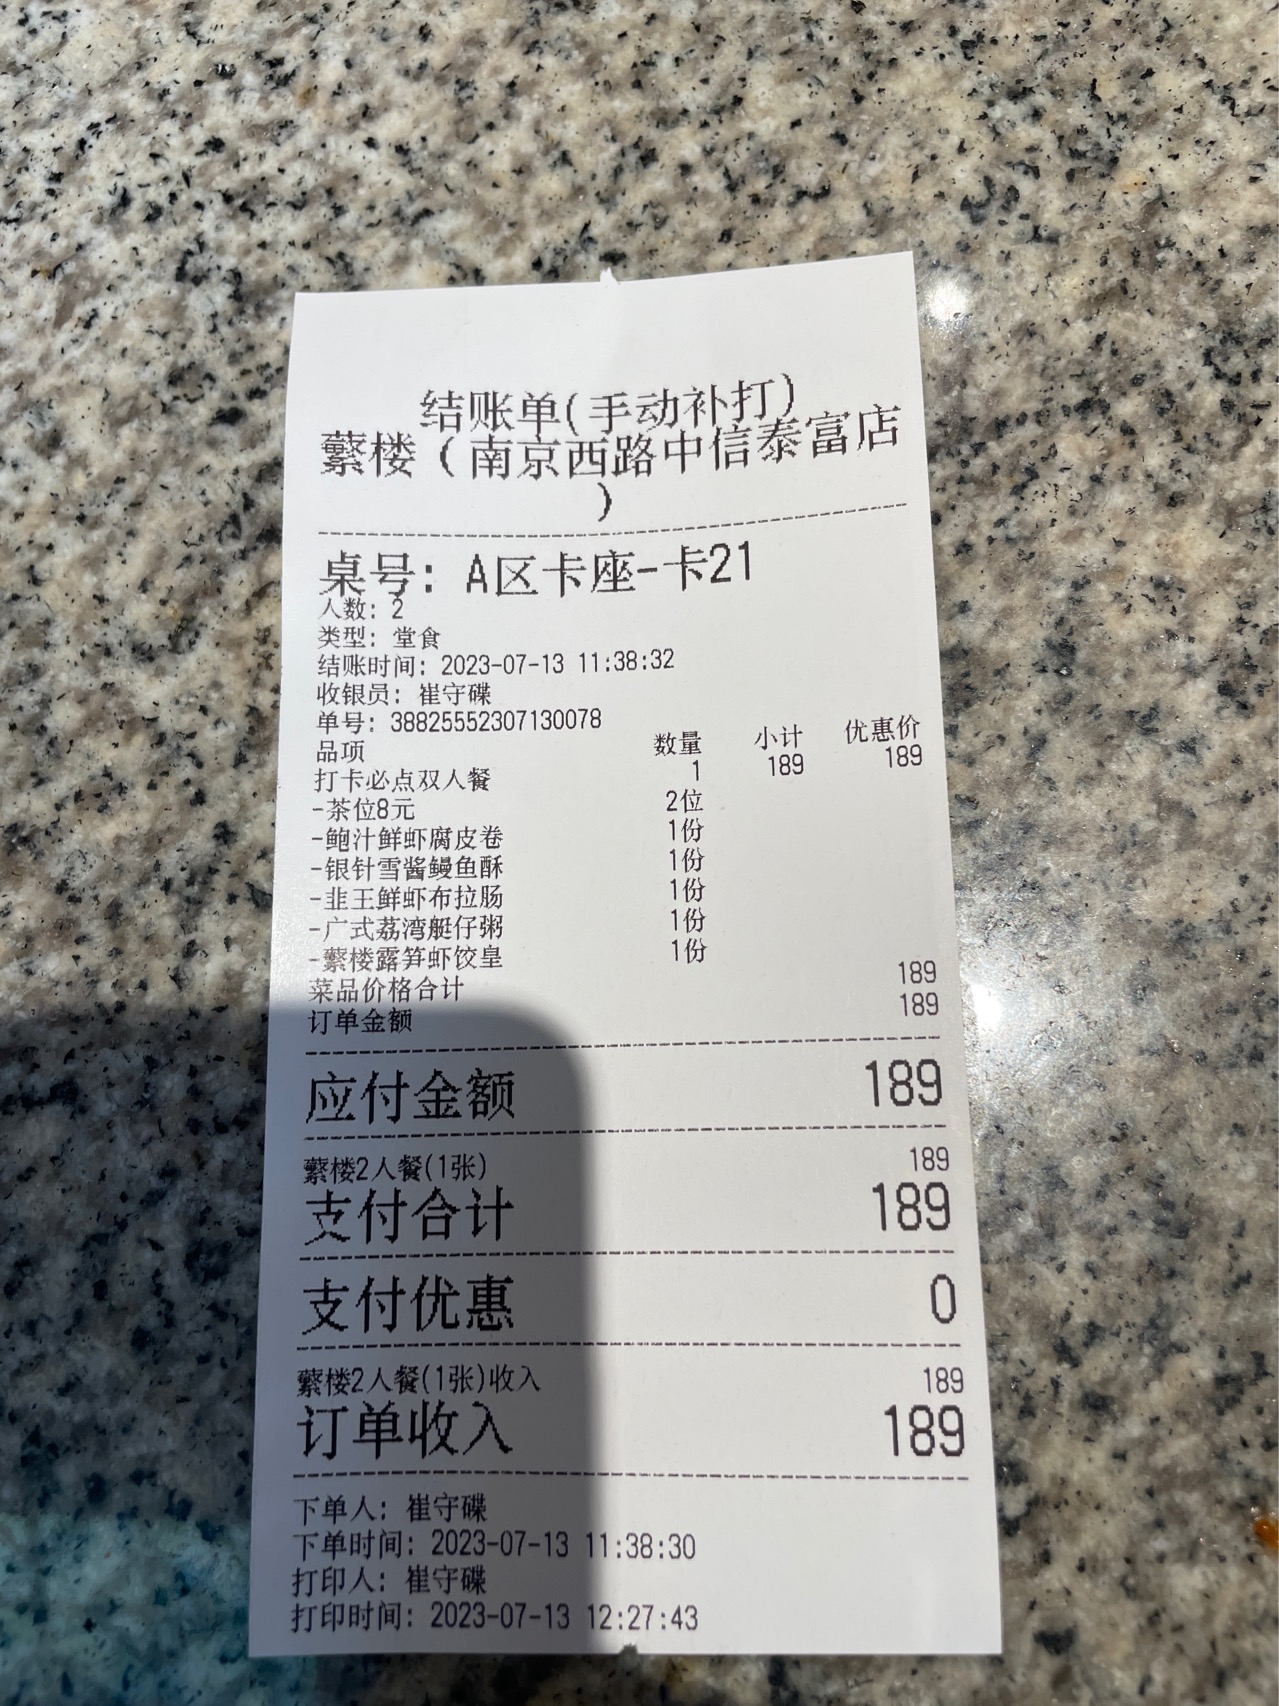 结账单(手动补打)
蘩楼（南京西路中信泰富店
）
桌号: A区卡座-卡21
人数: 2
类型: 堂食
结账时间: 2023-07-13 11:38:32
收银员: 崔守碟
单号: 38825552307130078
品项 数量 小计 优惠价
打卡必点双人餐 1 189 189
-茶位8元 2位
-鲍汁鲜虾腐皮卷 1份
-银针雪酱鳗鱼酥 1份
-韭王鲜虾布拉肠 1份
-广式荔湾艇仔粥 1份
-蘩楼露笋虾饺皇 1份
菜品价格合计 189
订单金额 189
应付金额 189
蘩楼2人餐(1张) 189
支付合计 189
支付优惠 0
蘩楼2人餐(1张)收入 189
订单收入 189
下单人: 崔守碟
下单时间: 2023-07-13 11:38:30
打印人: 崔守碟
打印时间: 2023-07-13 12:27:43